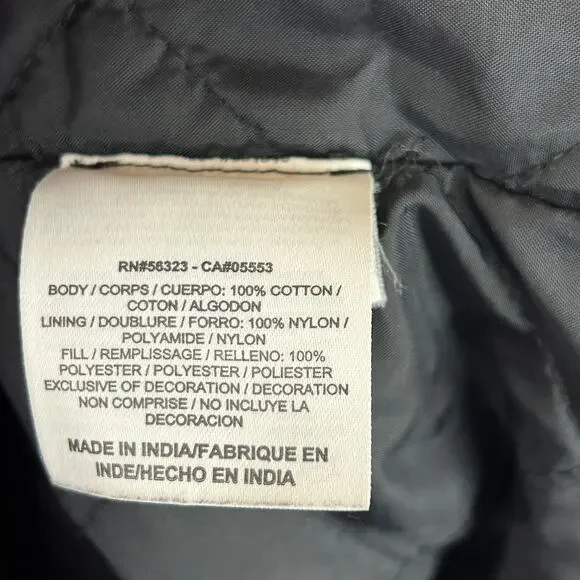 RN#56323 - CA#05553
BODY / CORPS / CUERPO: 100% COTTON /
COTON / ALGODON
LINING / DOUBLURE / FORRO: 100% NYLON /
POLYAMIDE / NYLON
FILL / REMPLISSAGE / RELLENO: 100%
POLYESTER / POLYESTER / POLIESTER
EXCLUSIVE OF DECORATION / DECORATION
NON COMPRISE / NO INCLUYE LA
DECORACION
MADE IN INDIA/FABRIQUE EN
INDE/HECHO EN INDIA